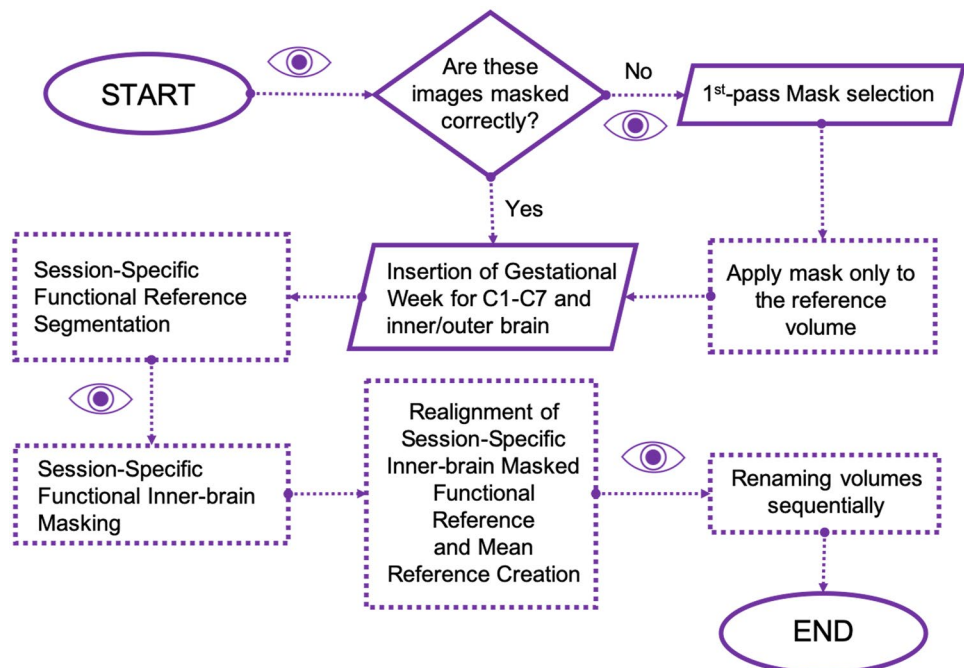 START
Are these
images masked
correctly?
No
1st-pass Mask selection
Yes
Session-Specific
Functional Reference
Segmentation
Insertion of Gestational
Week for C1-C7 and
inner/outer brain
Apply mask only to
the reference
volume
Session-Specific
Functional Inner-brain
Masking
Realignment of
Session-Specific
Inner-brain Masked
Functional
Reference
and Mean
Reference Creation
Renaming volumes
sequentially
END